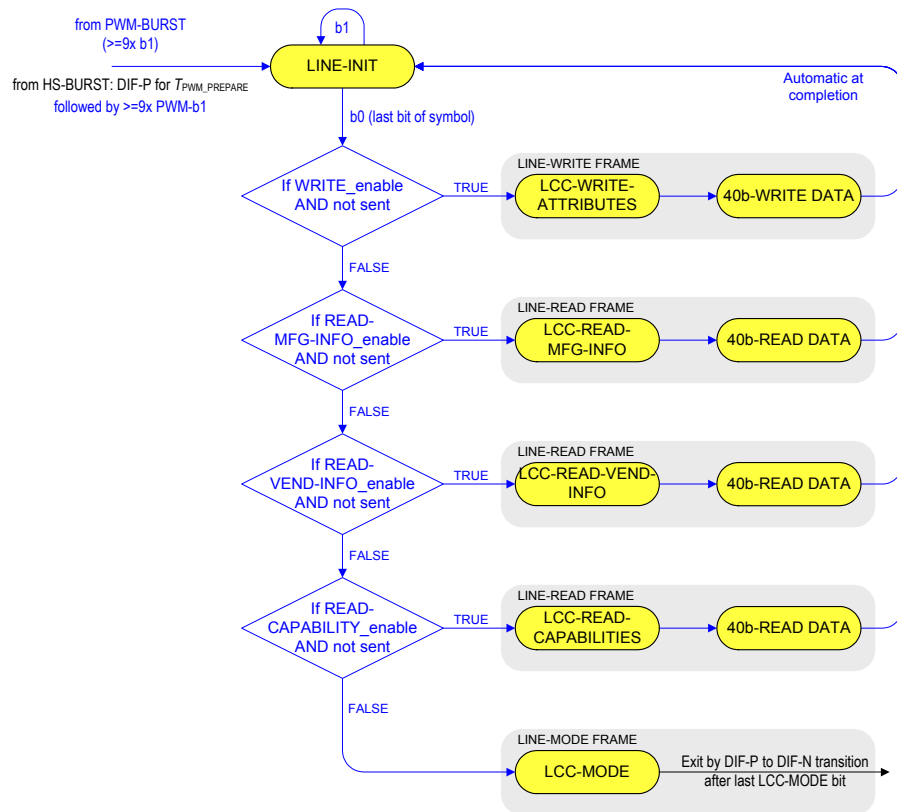 from PWM-BURST
(>=9x b1)
b1
LINE-INIT
from HS-BURST: DIF-P for TPWM_PREPARE
followed by >=9x PWM-b1
Automatic at
completion
b0 (last bit of symbol)
If WRITE_enable
AND not sent
TRUE
LINE-WRITE FRAME
LCC-WRITE-
ATTRIBUTES
40b-WRITE DATA
FALSE
If READ-
MFG-INFO_enable
AND not sent
TRUE
LINE-READ FRAME
LCC-READ-
MFG-INFO
40b-READ DATA
FALSE
If READ-
VEND-INFO_enable
AND not sent
TRUE
LINE-READ FRAME
LCC-READ-VEND-
INFO
40b-READ DATA
FALSE
If READ-
CAPABILITY_enable
AND not sent
TRUE
LINE-READ FRAME
LCC-READ-
CAPABILITIES
40b-READ DATA
FALSE
LINE-MODE FRAME
LCC-MODE
Exit by DIF-P to DIF-N transition
after last LCC-MODE bit